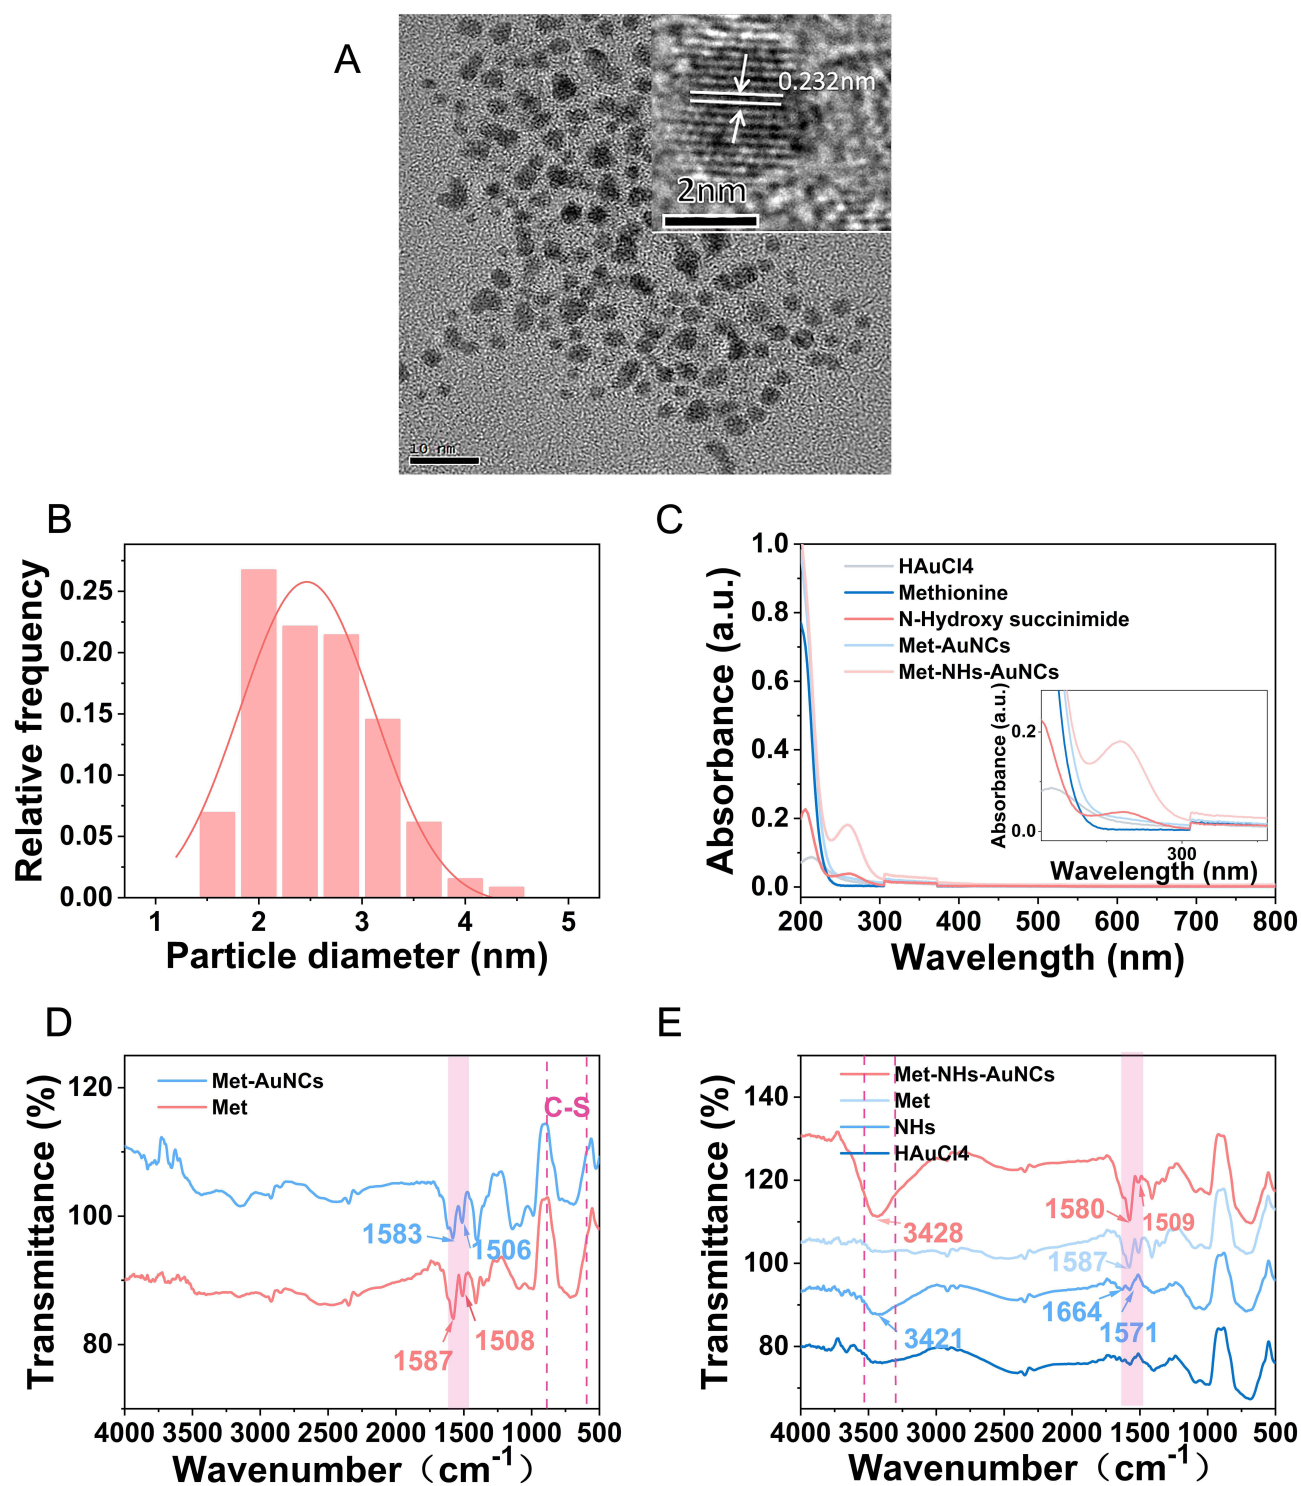 A
0.232nm
2nm
10 nm
B
Relative frequency
0.25
0.20
0.15
0.10
0.05
0.00
1 2 3 4 5
Particle diameter (nm)
C
Absorbance (a.u.)
1.0
0.8
0.6
0.4
0.2
0.0
HAuCl4
Methionine
N-Hydroxy succinimide
Met-AuNCs
Met-NHs-AuNCs
Absorbance (a.u.)
0.2
0.0
300
Wavelength (nm)
200 300 400 500 600 700 800
Wavelength (nm)
D
Transmittance (%)
120
100
80
Met-AuNCs
Met
C-S
1583
1506
1508
1587
4000 3500 3000 2500 2000 1500 1000 500
Wavenumber（cm-1）
E
Transmittance (%)
140
120
100
80
Met-NHs-AuNCs
Met
NHs
HAuCl4
1580
1509
3428
1587
1664
1571
3421
4000 3500 3000 2500 2000 1500 1000 500
Wavenumber（cm-1）